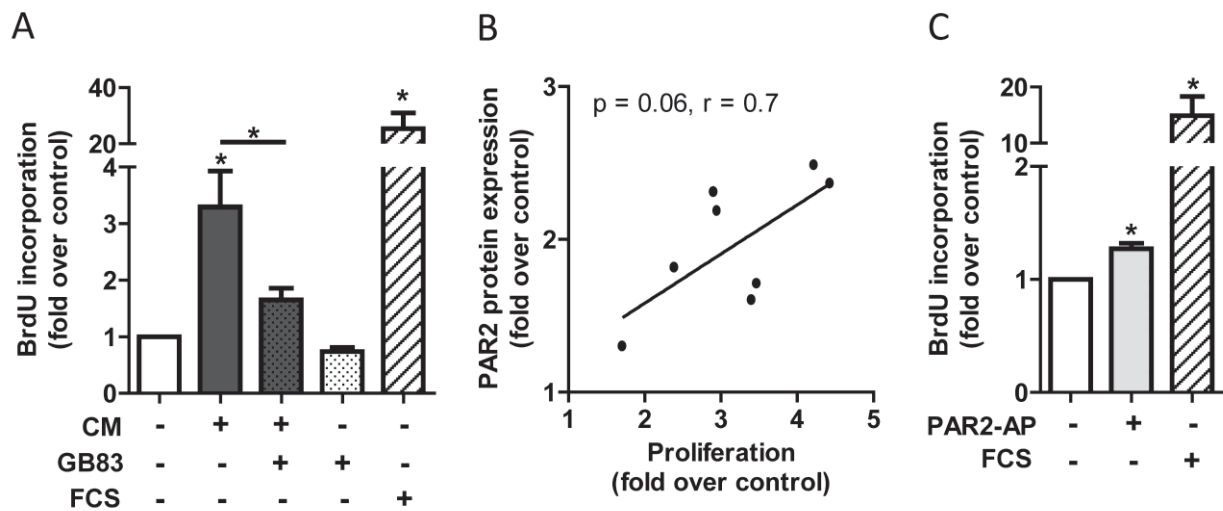 A
BrdU incorporation
(fold over control)
40
20
4
3
2
1
0
*
*
*
CM - + + - -
GB83 - - + + -
FCS - - - - +
B
PAR2 protein expression
(fold over control)
3
2
1
p = 0.06, r = 0.7
1 2 3 4 5
Proliferation
(fold over control)
C
BrdU incorporation
(fold over control)
20
15
10
2
1
0
*
*
PAR2-AP - + -
FCS - - +